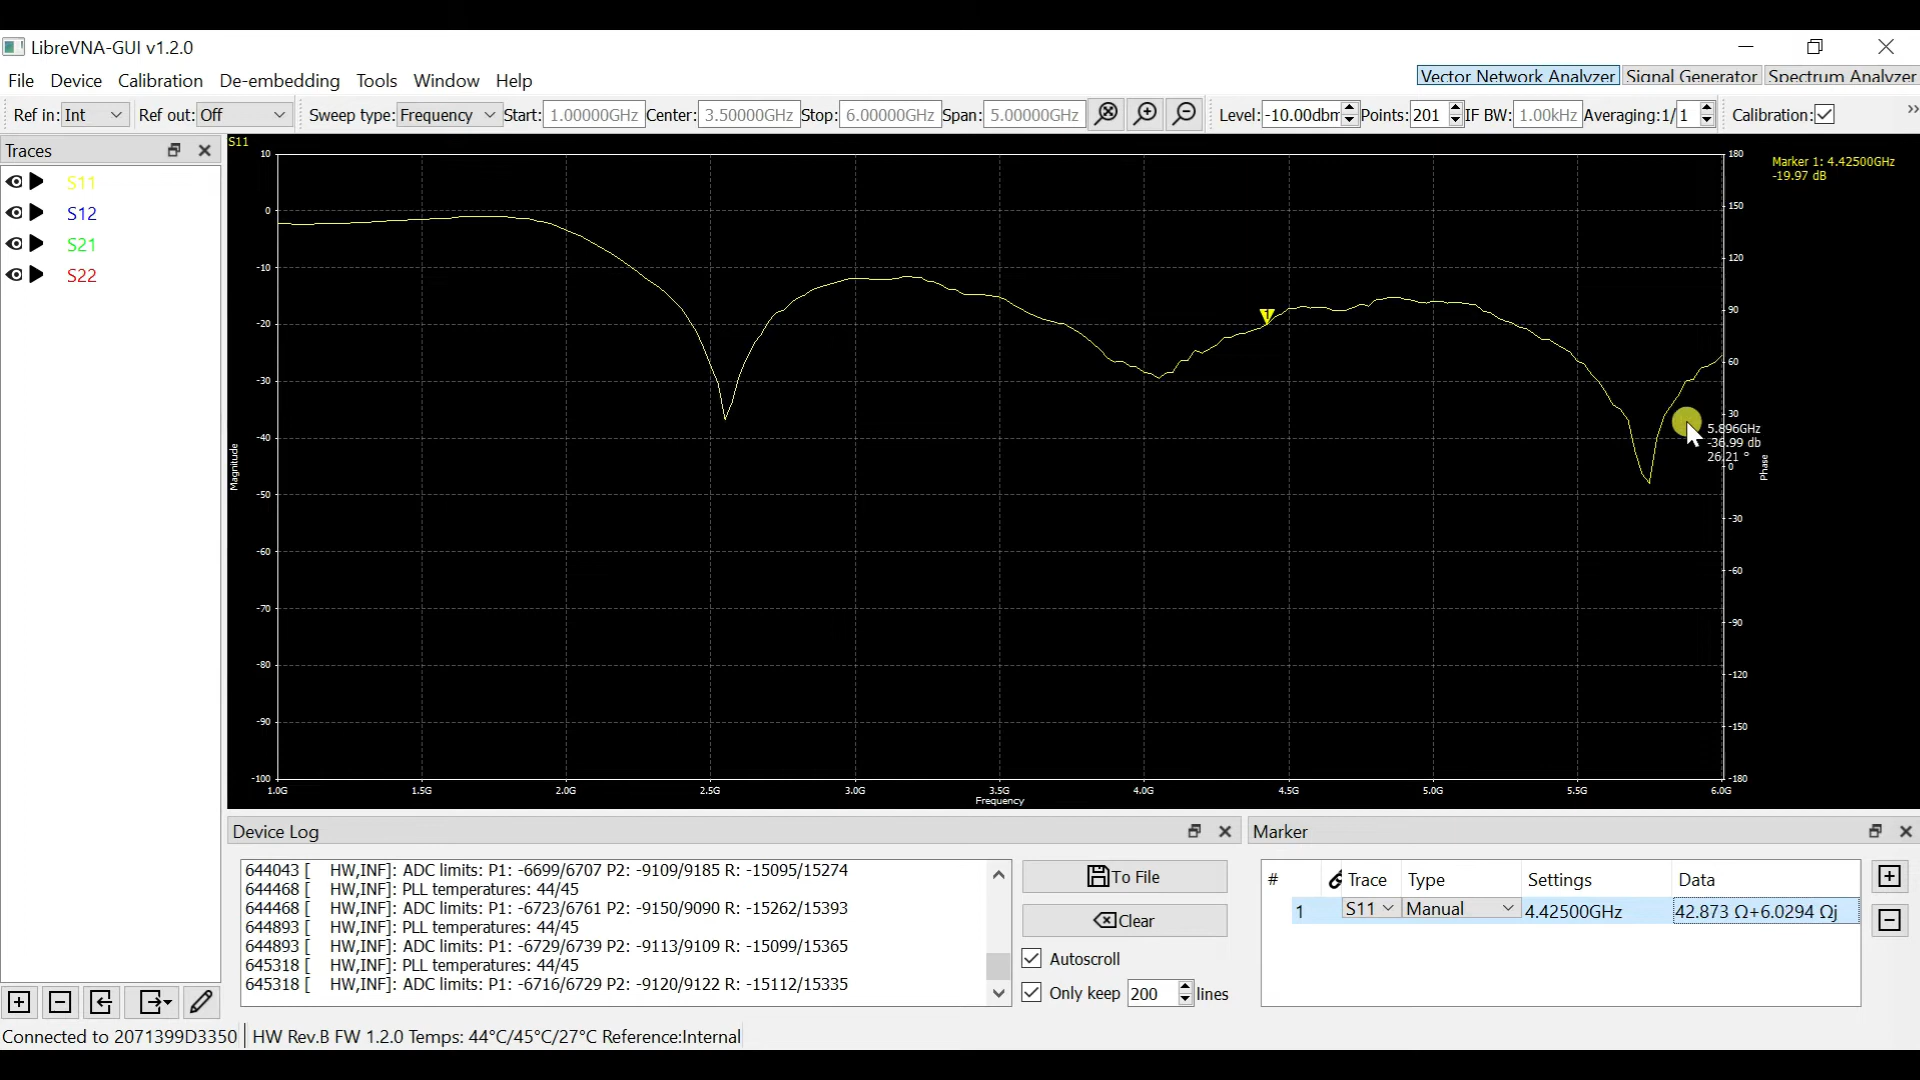 LibreVNA-GUI v1.2.0
File Device Calibration De-embedding Tools Window Help
Vector Network Analyzer Signal Generator Spectrum Analyzer
Ref in: Int Ref out: Off Sweep type: Frequency Start: 1.00000GHz Center: 3.50000GHz Stop: 6.00000GHz Span: 5.00000GHz Level: -10.00dbm Points: 201 IF BW: 1.00kHz Averaging:1/ 1 Calibration:
Traces
S11
S12
S21
S22
S11
10
0
-10
-20
-30
-40
-50
-60
-70
-80
-90
-100
Magnitude
180
150
120
90
60
30
0
-30
-60
-90
-120
-150
-180
Phase
Marker 1: 4.42500GHz
-19.97 dB
1
5.896GHz
-36.99 db
26.21 °
1.0G 1.5G 2.0G 2.5G 3.0G 3.5G 4.0G 4.5G 5.0G 5.5G 6.0G
Frequency
Device Log
644043 [ HW,INF]: ADC limits: P1: -6699/6707 P2: -9109/9185 R: -15095/15274
644468 [ HW,INF]: PLL temperatures: 44/45
644468 [ HW,INF]: ADC limits: P1: -6723/6761 P2: -9150/9090 R: -15262/15393
644893 [ HW,INF]: PLL temperatures: 44/45
644893 [ HW,INF]: ADC limits: P1: -6729/6739 P2: -9113/9109 R: -15099/15365
645318 [ HW,INF]: PLL temperatures: 44/45
645318 [ HW,INF]: ADC limits: P1: -6716/6729 P2: -9120/9122 R: -15112/15335
To File
Clear
Autoscroll
Only keep 200 lines
Marker
# Trace Type Settings Data
1 S11 Manual 4.42500GHz 42.873 Ω+6.0294 Ωj
Connected to 2071399D3350 HW Rev.B FW 1.2.0 Temps: 44°C/45°C/27°C Reference:Internal